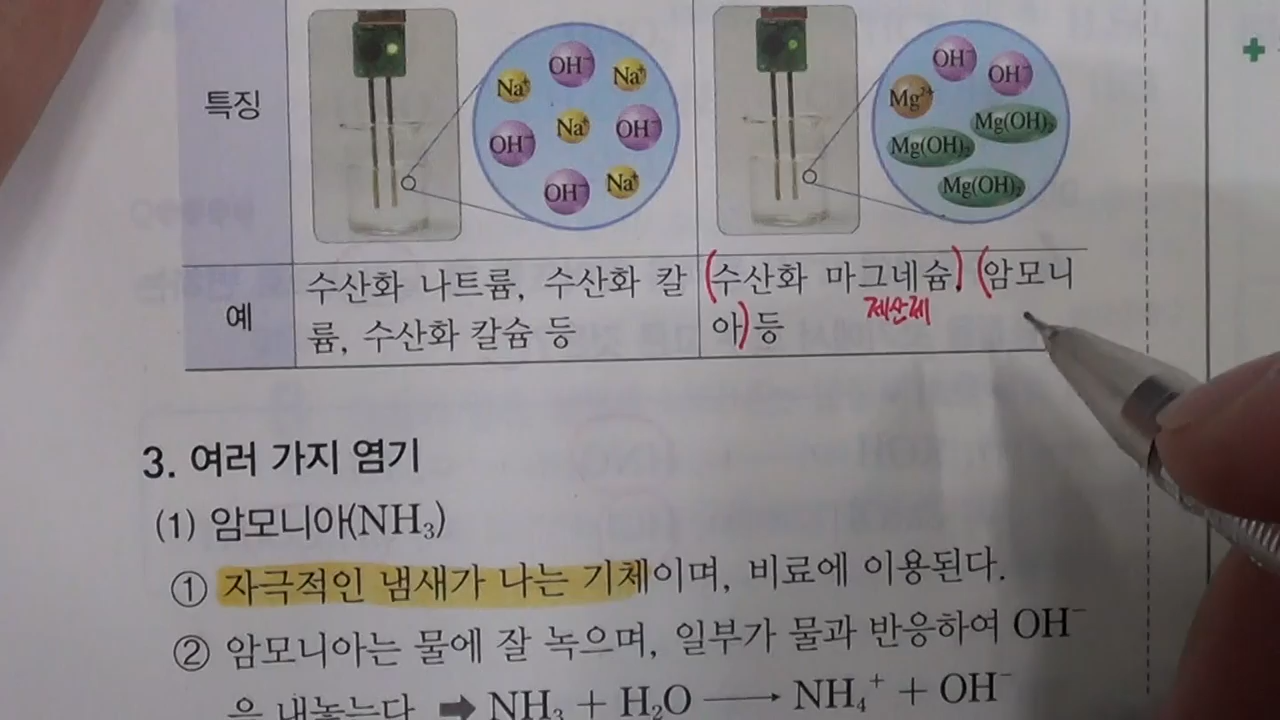 특징
Na⁺ OH⁻ Na⁺
OH⁻ Na⁺ OH⁻
OH⁻ Na⁺
OH⁻ OH⁻
Mg²⁺ Mg(OH)₂
Mg(OH)₂
Mg(OH)₂
예
수산화 나트륨, 수산화 칼
륨, 수산화 칼슘 등
(수산화 마그네슘), (암모니
제산제
아) 등
3. 여러 가지 염기
(1) 암모니아(NH₃)
① 자극적인 냄새가 나는 기체이며, 비료에 이용된다.
② 암모니아는 물에 잘 녹으며, 일부가 물과 반응하여 OH⁻
을 내놓는다 ➡ NH₃ + H₂O ⟶ NH₄⁺ + OH⁻